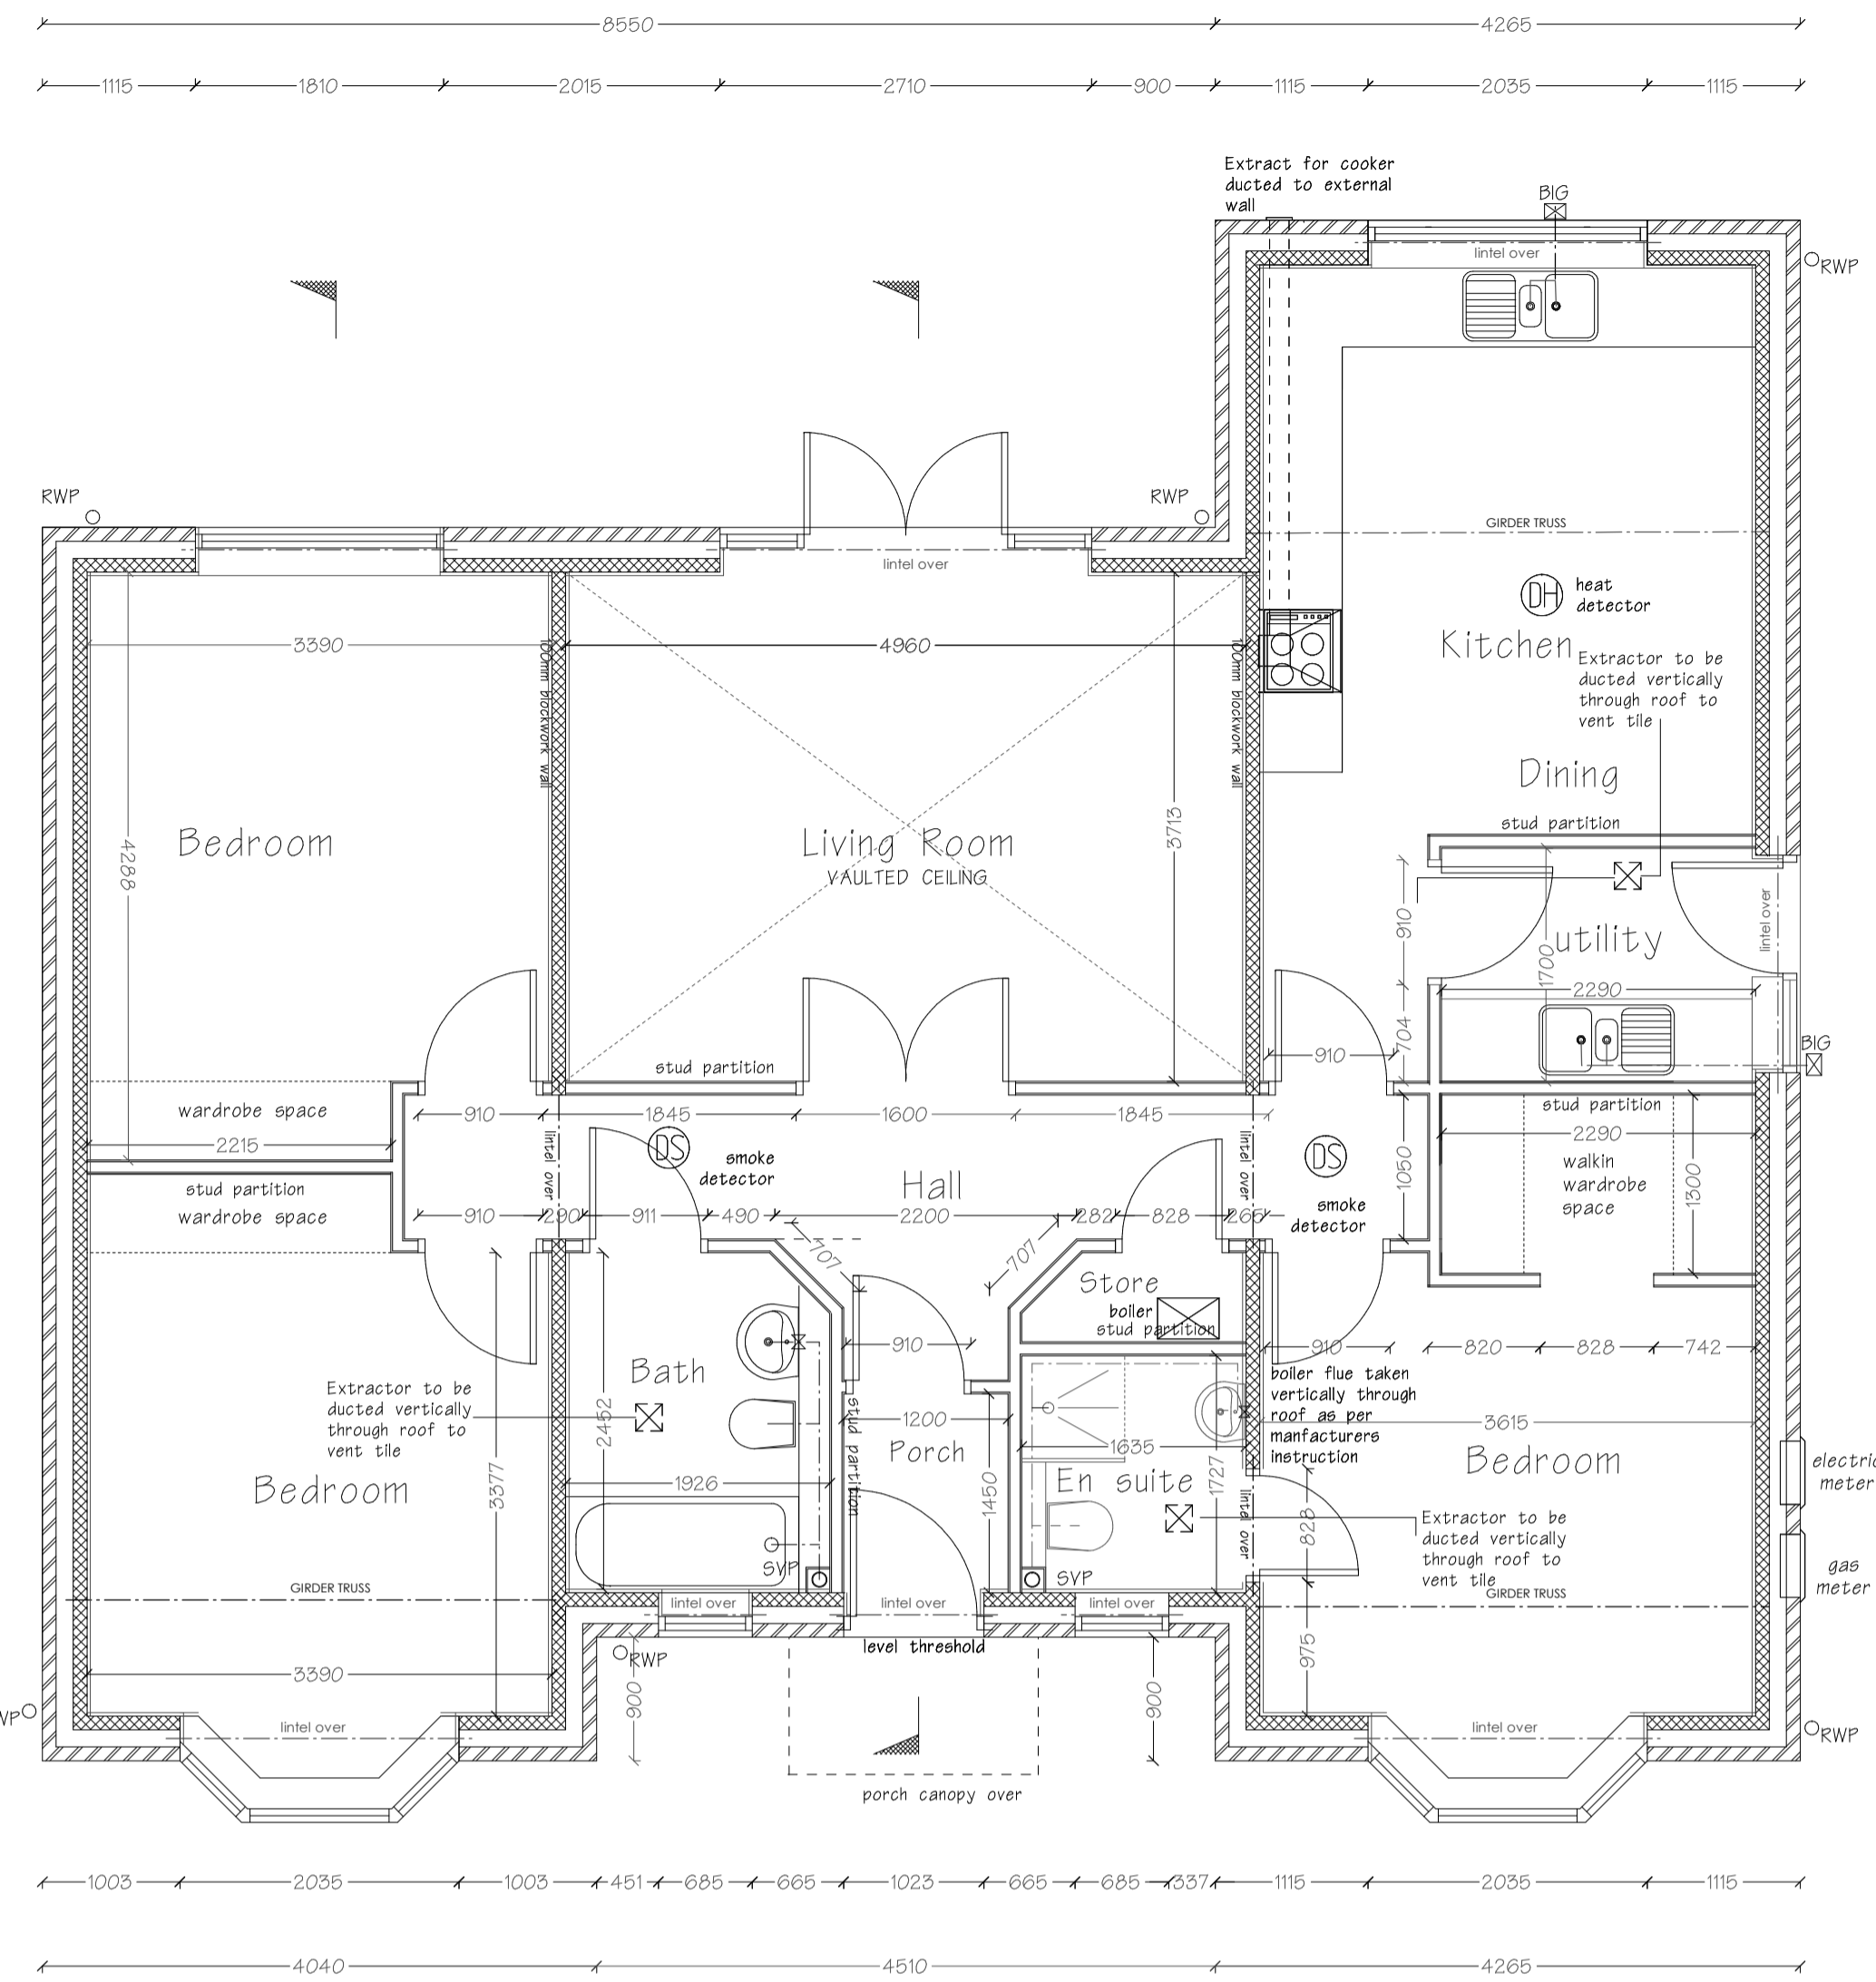 8550 4265
1115 1810 2015 2710 900 1115 2035 1115
Extract for cooker
ducted to external
wall
BIG
lintel over
RWP
RWP
RWP
lintel over
GIRDER TRUSS
DH
heat
detector
Kitchen
Extractor to be
ducted vertically
through roof to
vent tile
3390
4960
100mm blockwork wall
100mm blockwork wall
Dining
stud partition
Bedroom
4288
Living Room
VAULTED CEILING
3713
910
lintel over
utility
1700
2290
704
BIG
910
stud partition
wardrobe space
2215
stud partition
wardrobe space
910 1845 1600 1845
lintel over
DS
smoke
detector
Hall
lintel over
DS
smoke
detector
1050
stud partition
2290
walkin
wardrobe
space
1300
910 290 911 490 2200 282 828 266
707
707
Store
boiler
stud partition
910
910
820 828 742
boiler flue taken
vertically through
roof as per
manfacturers
instruction
Bath
Extractor to be
ducted vertically
through roof to
vent tile
2452
3377
Bedroom
1926
SVP
stud partition
1200
Porch
1450
1635
En suite
1727
SVP
3615
Bedroom
828
lintel over
Extractor to be
ducted vertically
through roof to
vent tile
electric
meter
gas
meter
GIRDER TRUSS
GIRDER TRUSS
lintel over
lintel over
lintel over
level threshold
RWP
3390
900
900
975
lintel over
lintel over
WP
RWP
porch canopy over
1003 2035 1003 451 685 665 1023 665 685 337 1115 2035 1115
4040 4510 4265